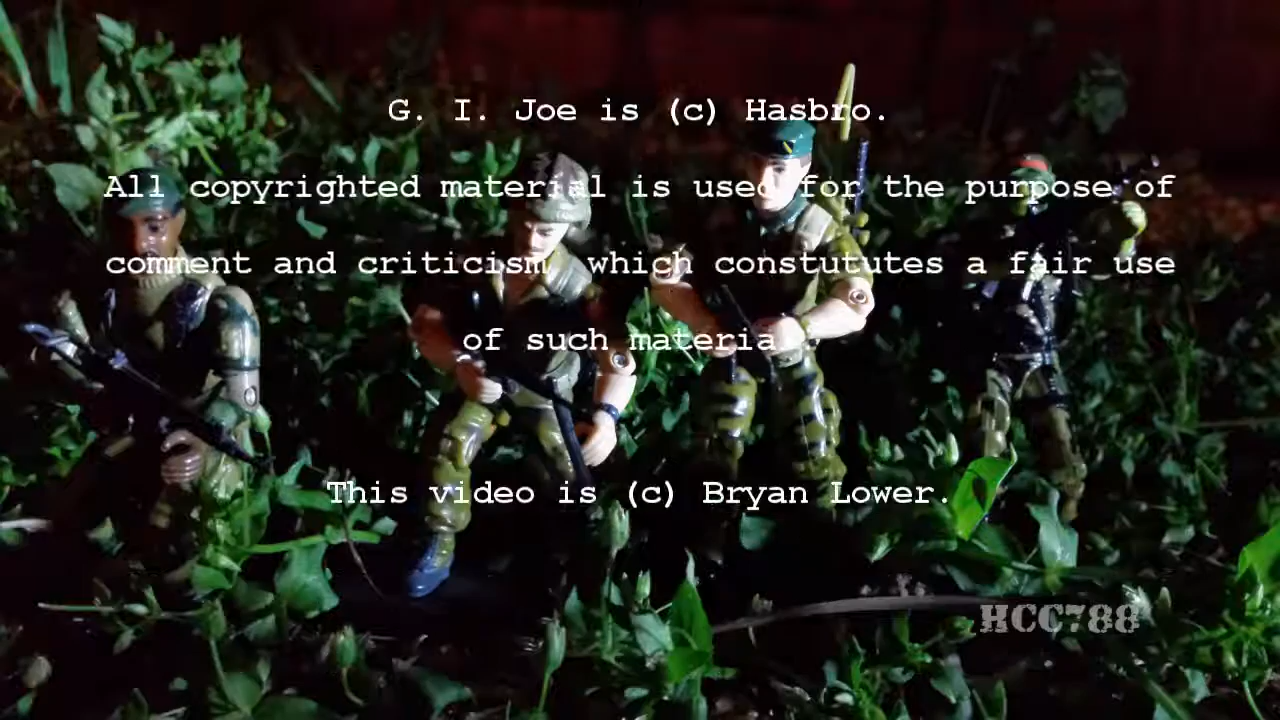 G. I. Joe is (c) Hasbro.
All copyrighted material is used for the purpose of
comment and criticism, which constututes a fair use
of such material.
This video is (c) Bryan Lower.
HCC788